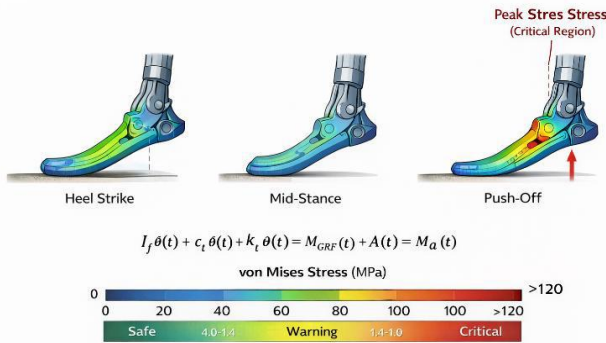 Peak Stres Stress
(Critical Region)
Heel Strike
Mid-Stance
Push-Off
I_f θ̇(t) + c_t θ(t) + k_t θ(t) = M_GRF(t) + A(t) = M_a(t)
von Mises Stress (MPa)
0 >120
0 20 40 60 80 100 100 >120
Safe 4.0-1.4 Warning 1.4-1.0 Critical